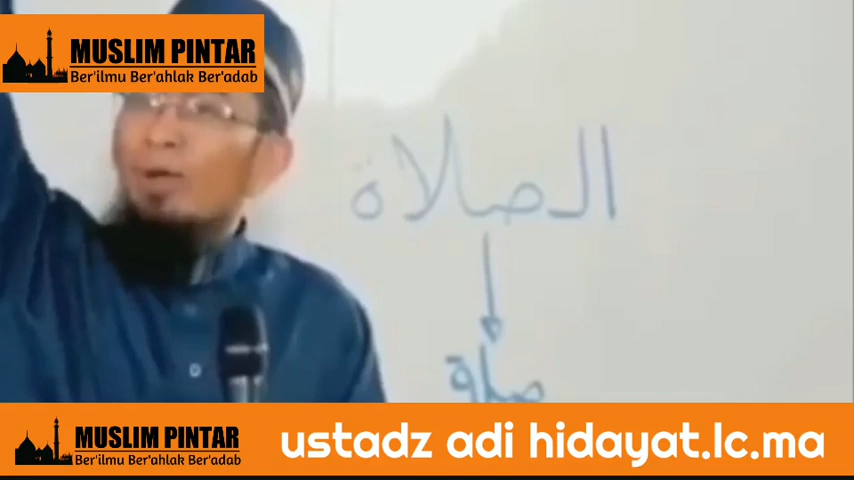 MUSLIM PINTAR
Ber'ilmu Ber'ahlak Ber'adab
الصلاة
صلة
MUSLIM PINTAR
Ber'ilmu Ber'ahlak Ber'adab
ustadz adi hidayat.lc.ma